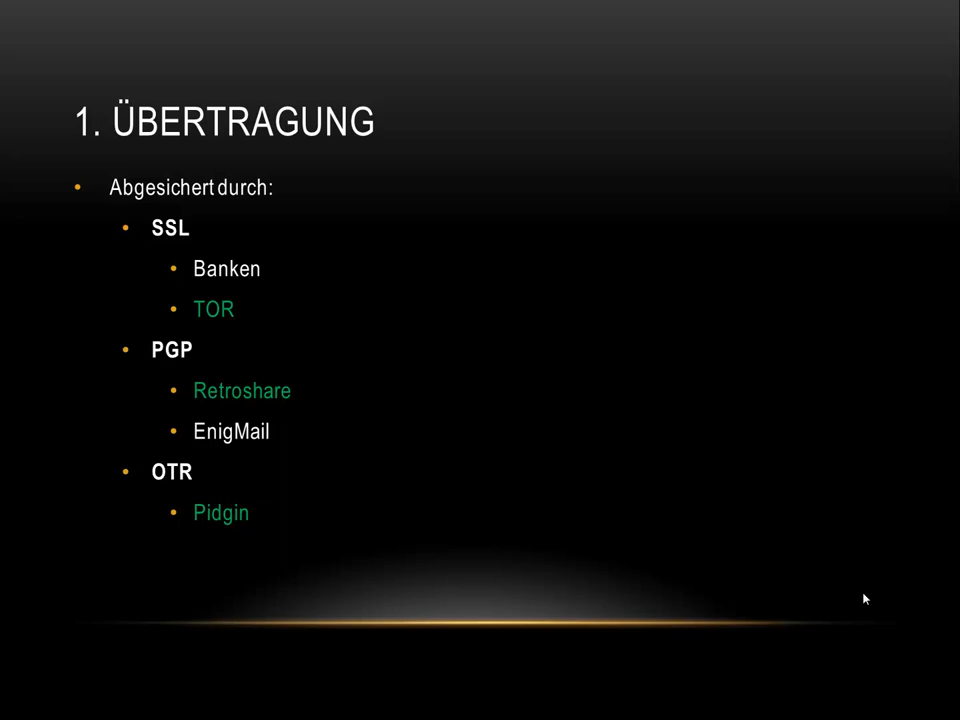 1. ÜBERTRAGUNG
• Abgesichert durch:
• SSL
• Banken
• TOR
• PGP
• Retroshare
• EnigMail
• OTR
• Pidgin